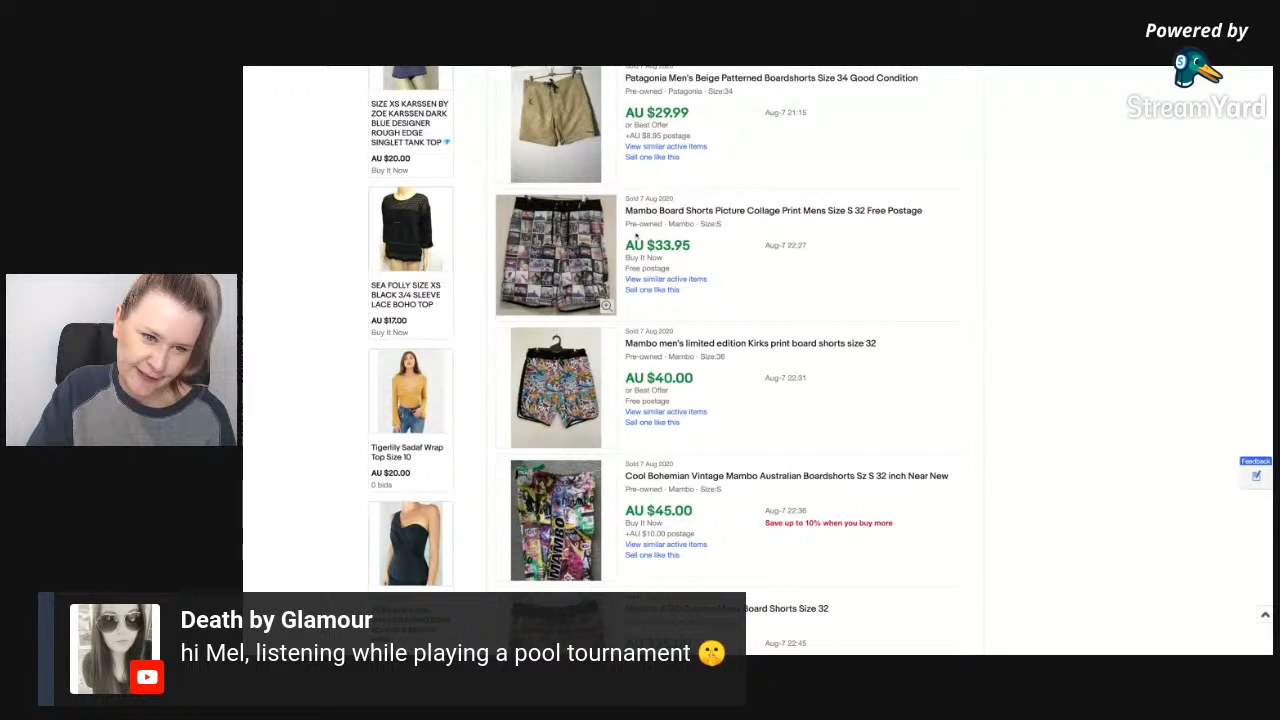 Powered by
StreamYard
SIZE XS KARSSEN BY
ZOE KARSSEN DARK
BLUE DESIGNER
ROUGH EDGE
SINGLET TANK TOP
AU $20.00
Buy It Now
SEA FOLLY SIZE XS
BLACK 3/4 SLEEVE
LACE BOHO TOP
AU $17.00
Buy It Now
Tigerlily Sadaf Wrap
Top Size 10
AU $20.00
0 bids
Patagonia Men's Beige Patterned Boardshorts Size 34 Good Condition
Pre-owned · Patagonia · Size:34
AU $29.99
Aug-7 21:15
or Best Offer
+AU $8.95 postage
View similar active items
Sell one like this
Sold 7 Aug 2020
Mambo Board Shorts Picture Collage Print Mens Size S 32 Free Postage
Pre-owned · Mambo · Size:S
AU $33.95
Aug-7 22:27
Buy It Now
Free postage
View similar active items
Sell one like this
Sold 7 Aug 2020
Mambo men's limited edition Kirks print board shorts size 32
Pre-owned · Mambo · Size:36
AU $40.00
Aug-7 22:31
or Best Offer
Free postage
View similar active items
Sell one like this
Sold 7 Aug 2020
Cool Bohemian Vintage Mambo Australian Boardshorts Sz S 32 inch Near New
Pre-owned · Mambo · Size:S
AU $45.00
Aug-7 22:36
Buy It Now
Save up to 10% when you buy more
+AU $10.00 postage
View similar active items
Sell one like this
MAMBO
Board Shorts Size 32
Aug-7 22:45
Feedback
Death by Glamour
hi Mel, listening while playing a pool tournament 🤫